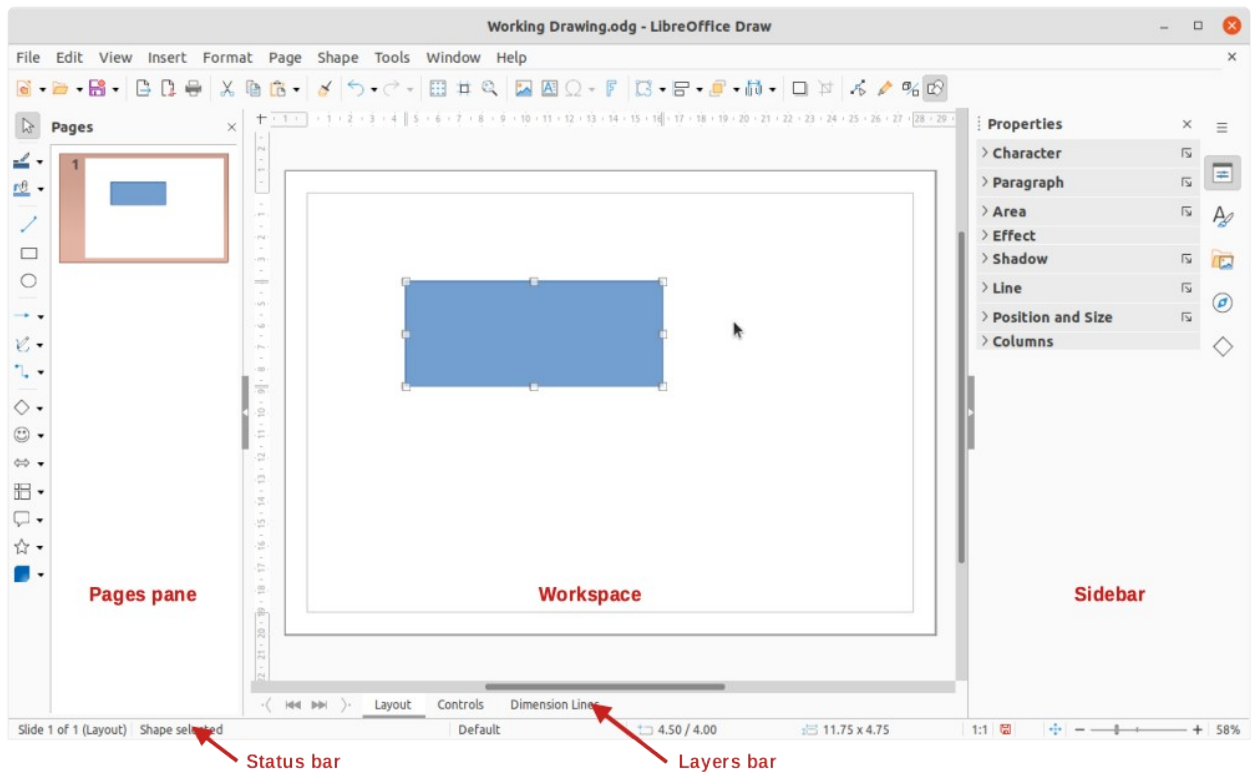 Working Drawing.odg - LibreOffice Draw
File Edit View Insert Format Page Shape Tools Window Help
Pages
1
Properties
Character
Paragraph
Area
Effect
Shadow
Line
Position and Size
Columns
Pages pane
Workspace
Sidebar
Layout Controls Dimension Lines
Slide 1 of 1 (Layout) Shape selected Default 4.50 / 4.00 11.75 x 4.75 1:1 58%
Status bar
Layers bar